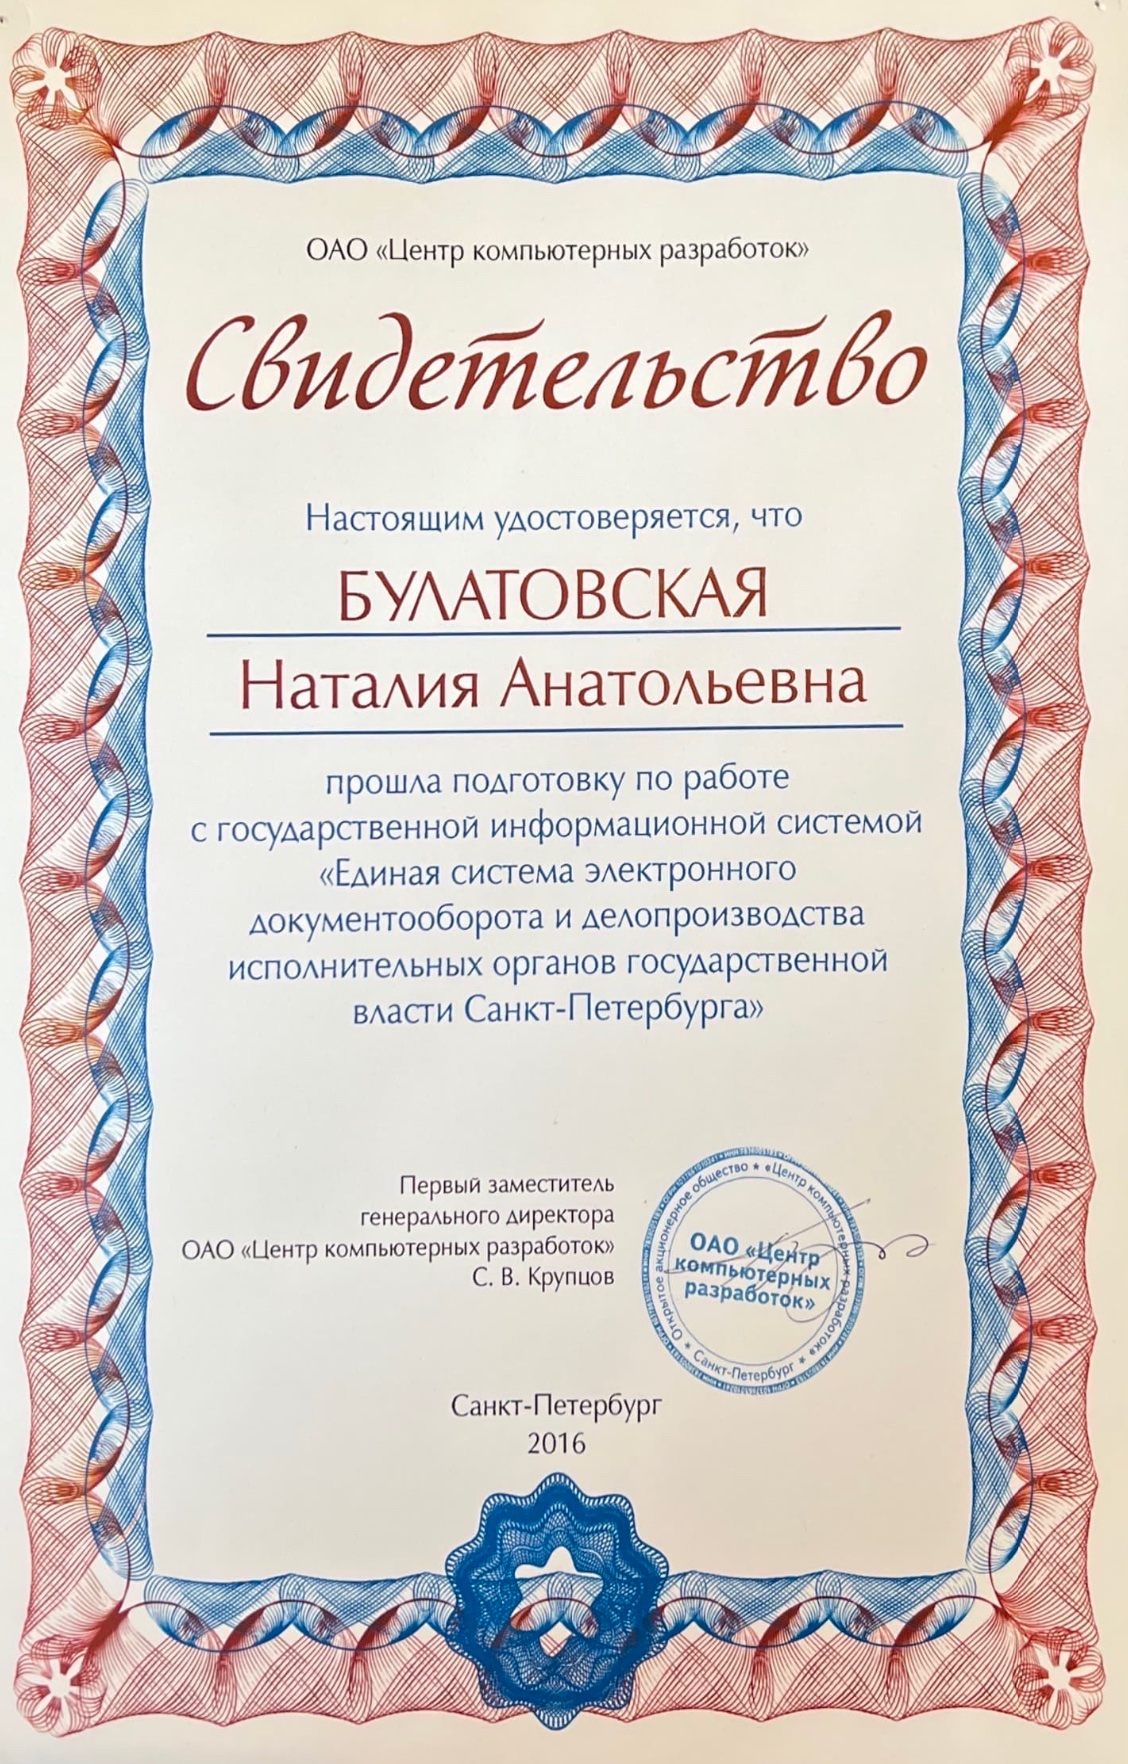 ОАО «Центр компьютерных разработок»
Свидетельство
Настоящим удостоверяется, что
БУЛАТОВСКАЯ
Наталия Анатольевна
прошла подготовку по работе
с государственной информационной системой
«Единая система электронного
документооборота и делопроизводства
исполнительных органов государственной
власти Санкт-Петербурга»
Первый заместитель
генерального директора
ОАО «Центр компьютерных разработок»
С. В. Крупцов
Открытое акционерное общество * «Центр компьютерных разработок» * Санкт-Петербург *
ОАО «Центр
компьютерных
разработок»
Санкт-Петербург
2016